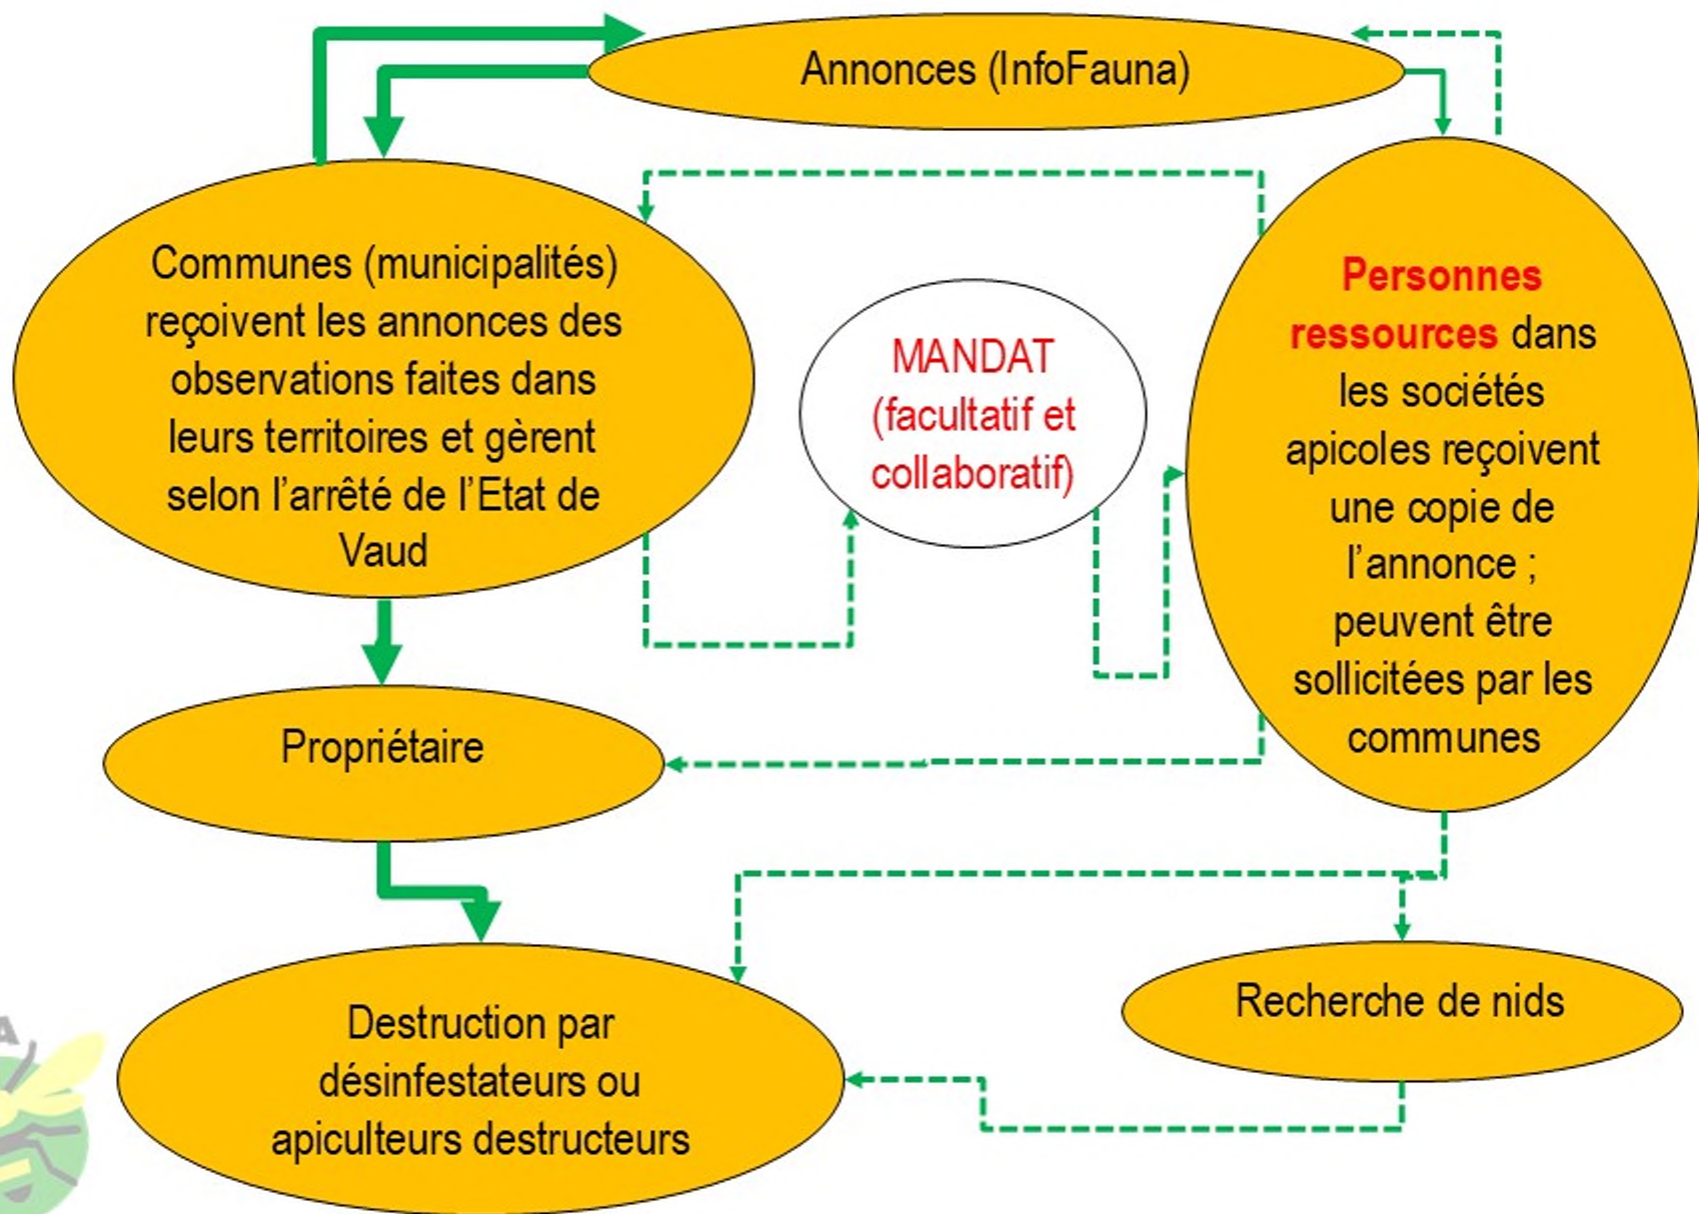 Annonces (InfoFauna)
Communes (municipalités)
reçoivent les annonces des
observations faites dans
leurs territoires et gèrent
selon l'arrêté de l'Etat de
Vaud
MANDAT
(facultatif et
collaboratif)
Personnes
ressources dans
les sociétés
apicoles reçoivent
une copie de
l'annonce ;
peuvent être
sollicitées par les
communes
Propriétaire
Destruction par
désinfestateurs ou
apiculteurs destructeurs
Recherche de nids
A